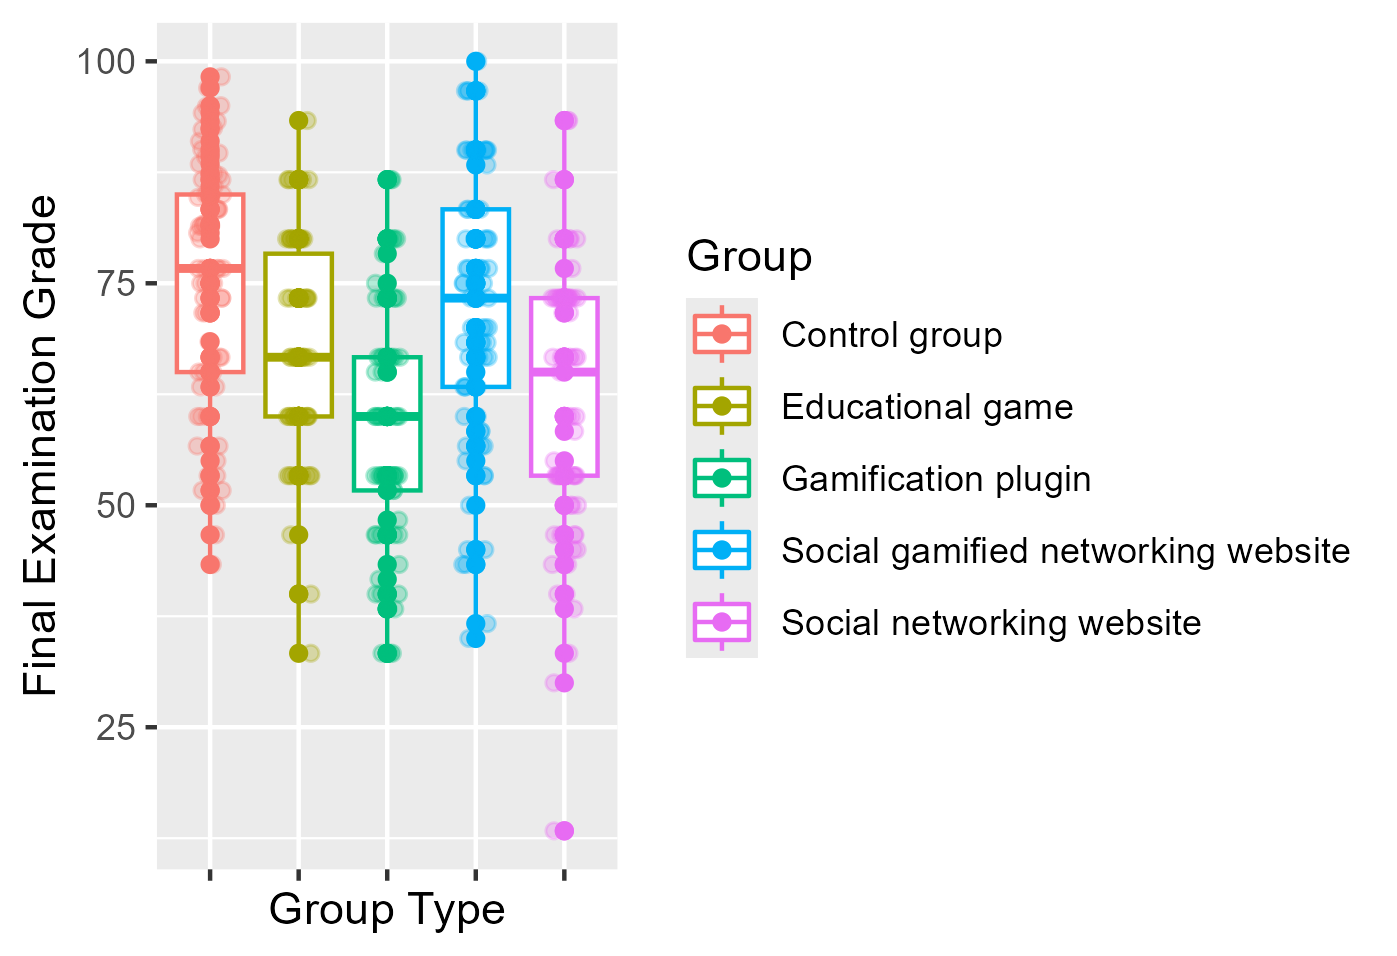 Final Examination Grade
100
75
50
25
Group Type
Group
Control group
Educational game
Gamification plugin
Social gamified networking website
Social networking website